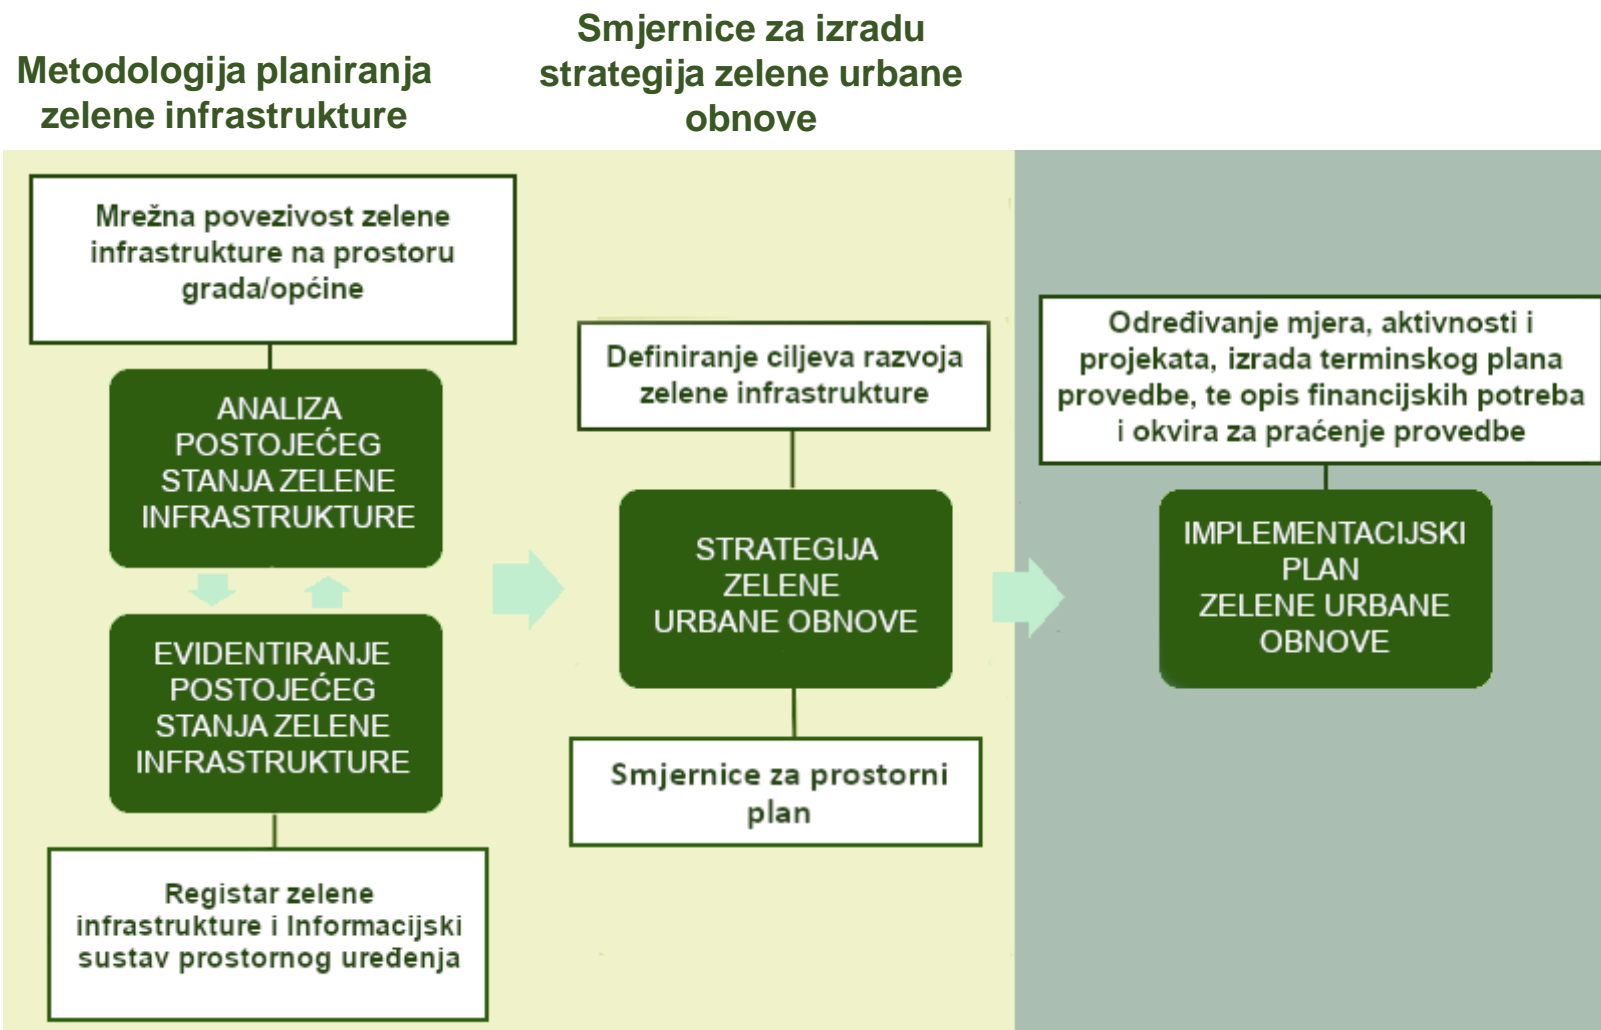 Metodologija planiranja
zelene infrastrukture
Smjernice za izradu
strategija zelene urbane
obnove
Mrežna povezivost zelene
infrastrukture na prostoru
grada/općine
ANALIZA
POSTOJEĆEG
STANJA ZELENE
INFRASTRUKTURE
EVIDENTIRANJE
POSTOJEĆEG
STANJA ZELENE
INFRASTRUKTURE
Registar zelene
infrastrukture i Informacijski
sustav prostornog uređenja
Definiranje ciljeva razvoja
zelene infrastrukture
STRATEGIJA
ZELENE
URBANE OBNOVE
Smjernice za prostorni
plan
Određivanje mjera, aktivnosti i
projekata, izrada terminskog plana
provedbe, te opis financijskih potreba
i okvira za praćenje provedbe
IMPLEMENTACIJSKI
PLAN
ZELENE URBANE
OBNOVE